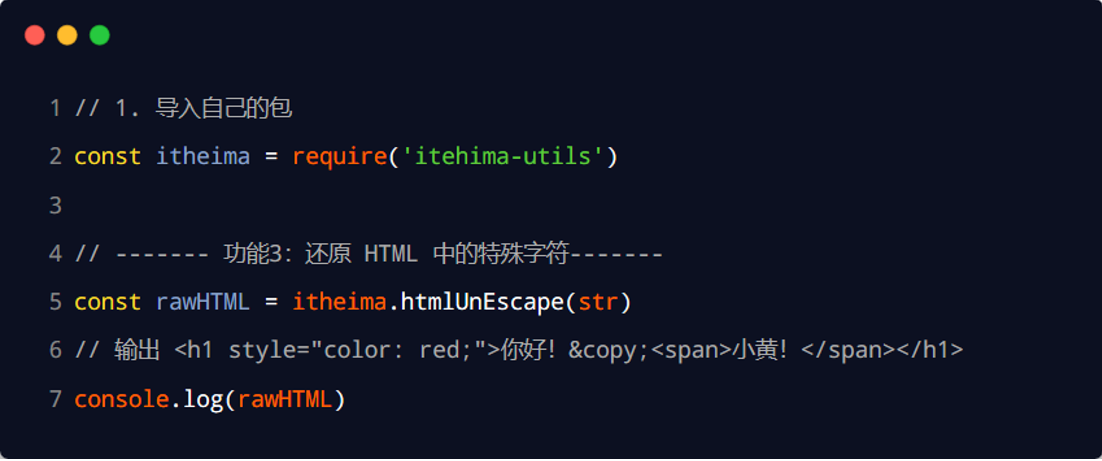 1 // 1. 导入自己的包
2 const itheima = require('itehima-utils')
3
4 // ------- 功能3：还原 HTML 中的特殊字符-------
5 const rawHTML = itheima.htmlUnEscape(str)
6 // 输出 <h1 style="color: red;">你好！&copy;<span>小黄！</span></h1>
7 console.log(rawHTML)